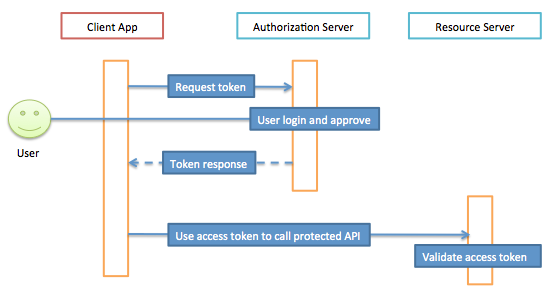 Client App
Authorization Server
Resource Server
Request token
User login and approve
User
Token response
Use access token to call protected API
Validate access token